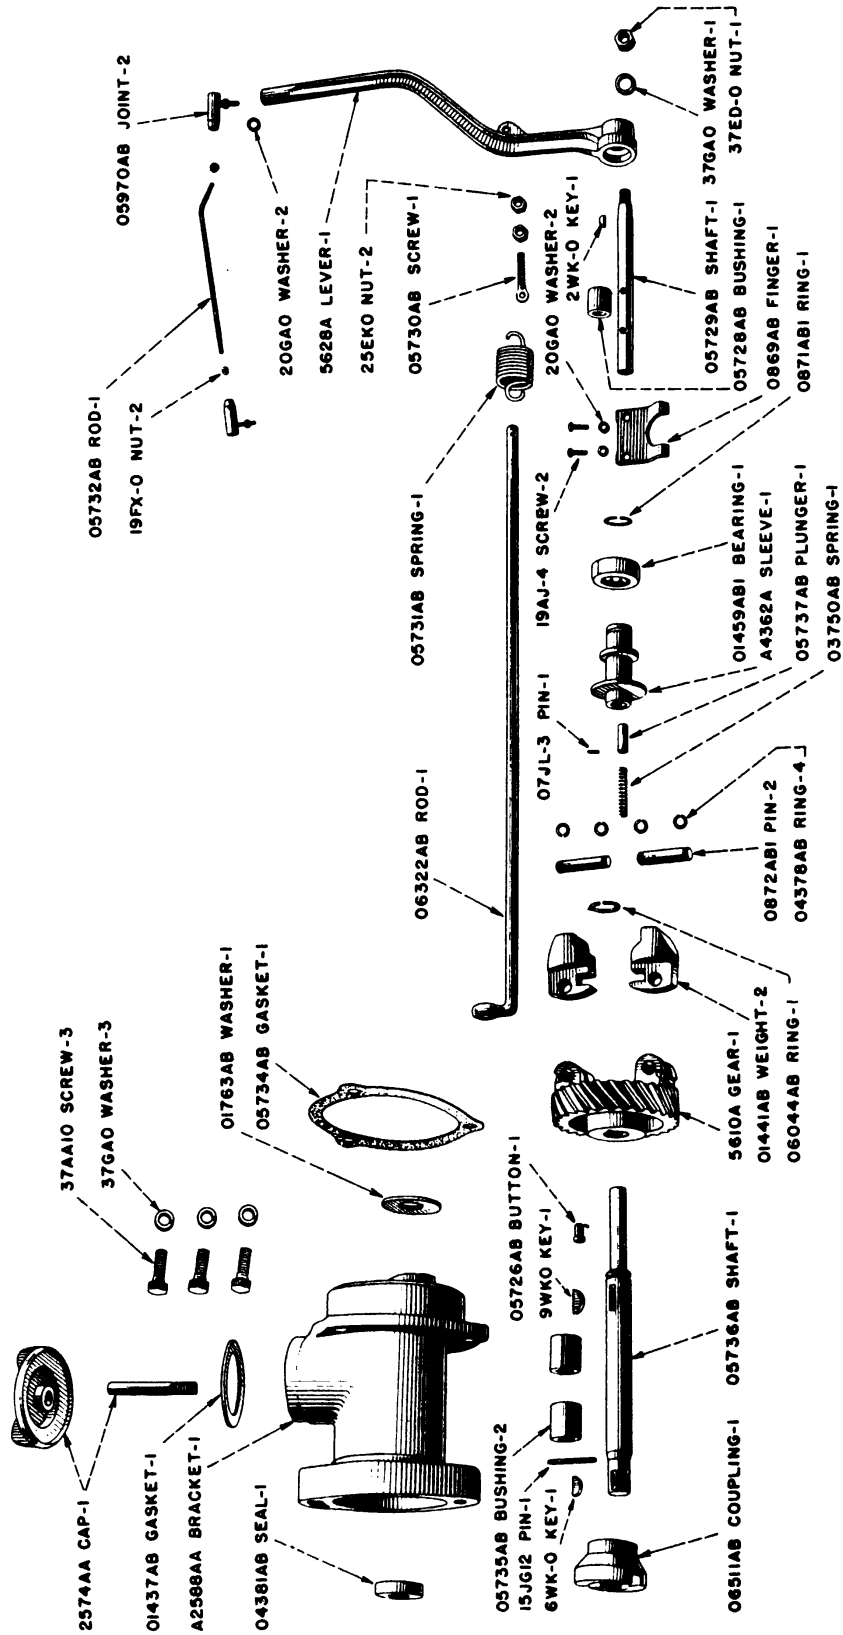 2574AA CAP-1
01437AB GASKET-1
A2588AA BRACKET-1
04381AB SEAL-1
37AA10 SCREW-3
37GAO WASHER-3
01763AB WASHER-1
05734AB GASKET-1
05732AB ROD-1
19FX-0 NUT-2
05970AB JOINT-2
20GAO WASHER-2
5628A LEVER-1
25EKO NUT-2
05730AB SCREW-1
06322AB ROD-1
05731AB SPRING-1
05735AB BUSHING-2
15JG12 PIN-1
6WK-0 KEY-1
05726AB BUTTON-1
9WKO KEY-1
07JL-3 PIN-1
19AJ-4 SCREW-2
20GAO WASHER-2
2WK-0 KEY-1
06511AB COUPLING-1
05736AB SHAFT-1
5610A GEAR-1
01441AB WEIGHT-2
06044AB RING-1
0872AB1 PIN-2
04378AB RING-4
01459AB1 BEARING-1
A4362A SLEEVE-1
05737AB PLUNGER-1
03750AB SPRING-1
05729AB SHAFT-1
05728AB BUSHING-1
0869AB FINGER-1
0871AB1 RING-1
37GAO WASHER-1
37ED-0 NUT-1